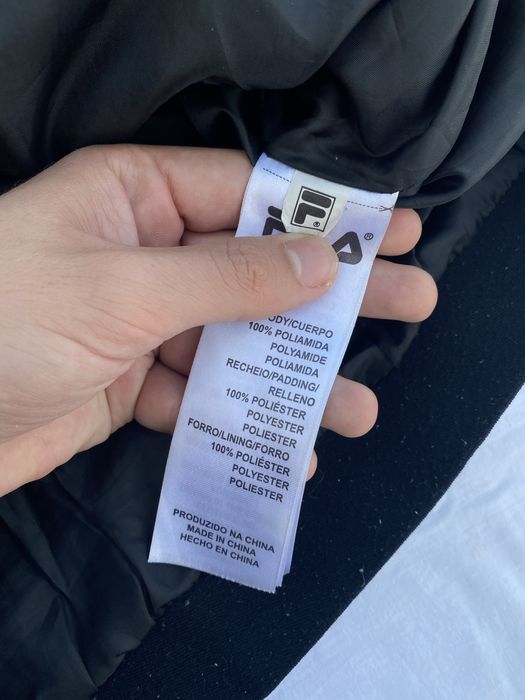 F®
100% POLIAMIDA
POLYAMIDE
POLIAMIDA
RECHEIO/PADDING/
RELLENO
100% POLIÉSTER
POLYESTER
POLIESTER
FORRO/LINING/FORRO
100% POLIÉSTER
POLYESTER
POLIESTER
PRODUZIDO NA CHINA
MADE IN CHINA
HECHO EN CHINA